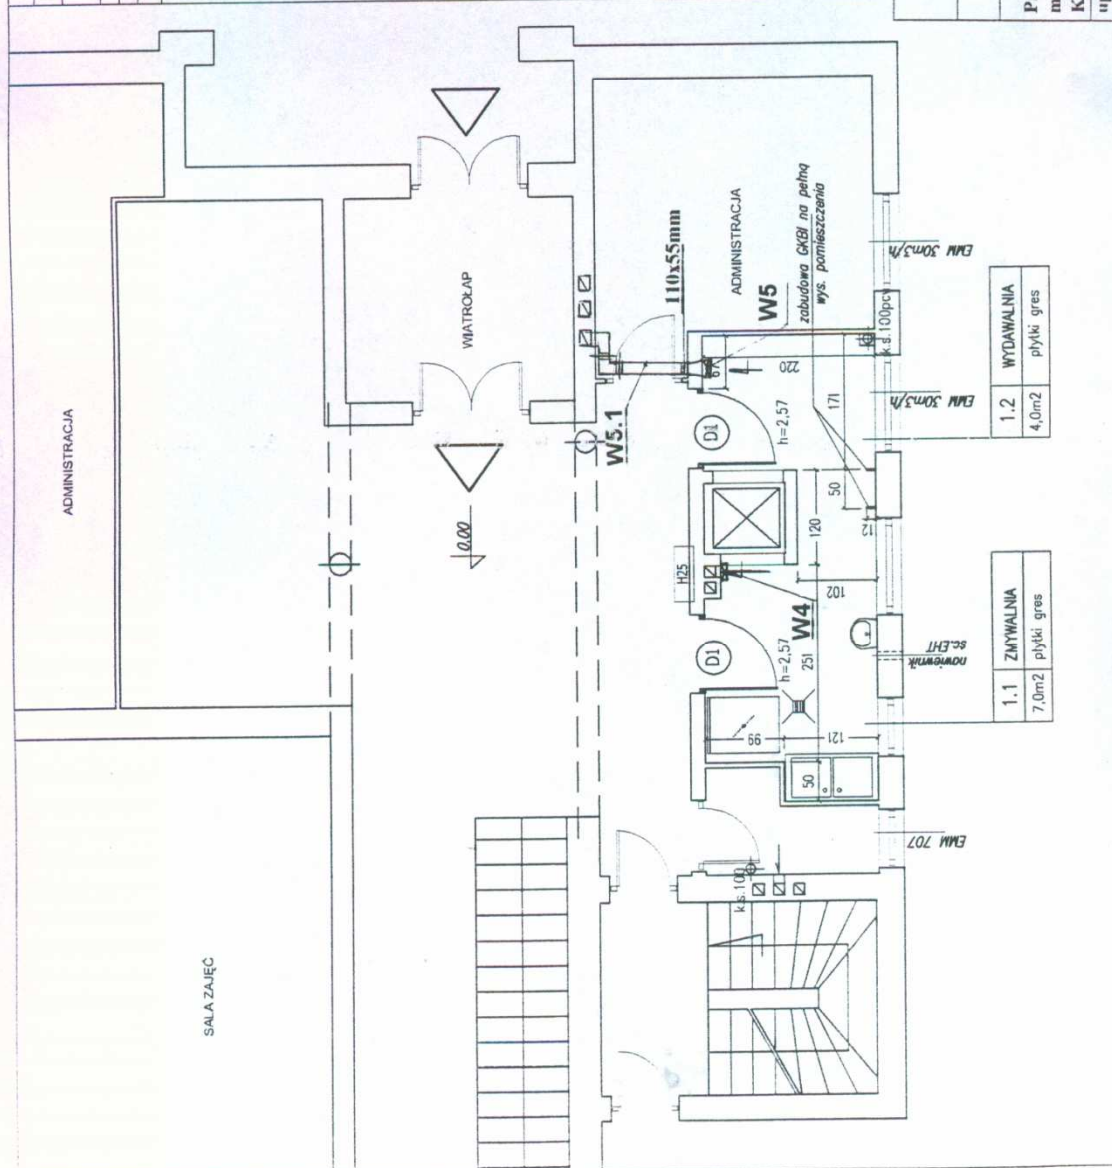 ADMINISTRACJA
SALA ZAJĘĆ
WIATROŁAP
0.00
W5.1
110x55mm
ADMINISTRACJA
W5
zabudowa GKBI na pełną
wys. pomieszczenia
67
220
D1
h=2,57
171
50
13
120
102
H25
W4
D1
h=2,57
251
99
121
50
k.s.100
k.s.100pcv
EMM 30m3/h
EMM 30m3/h
nawiewnik
sc.EHT
EMM 707
1.2 WYDAWALNIA
4,0m2 płytki gres
1.1 ZMYWALNIA
7,0m2 płytki gres
P
m
K
up